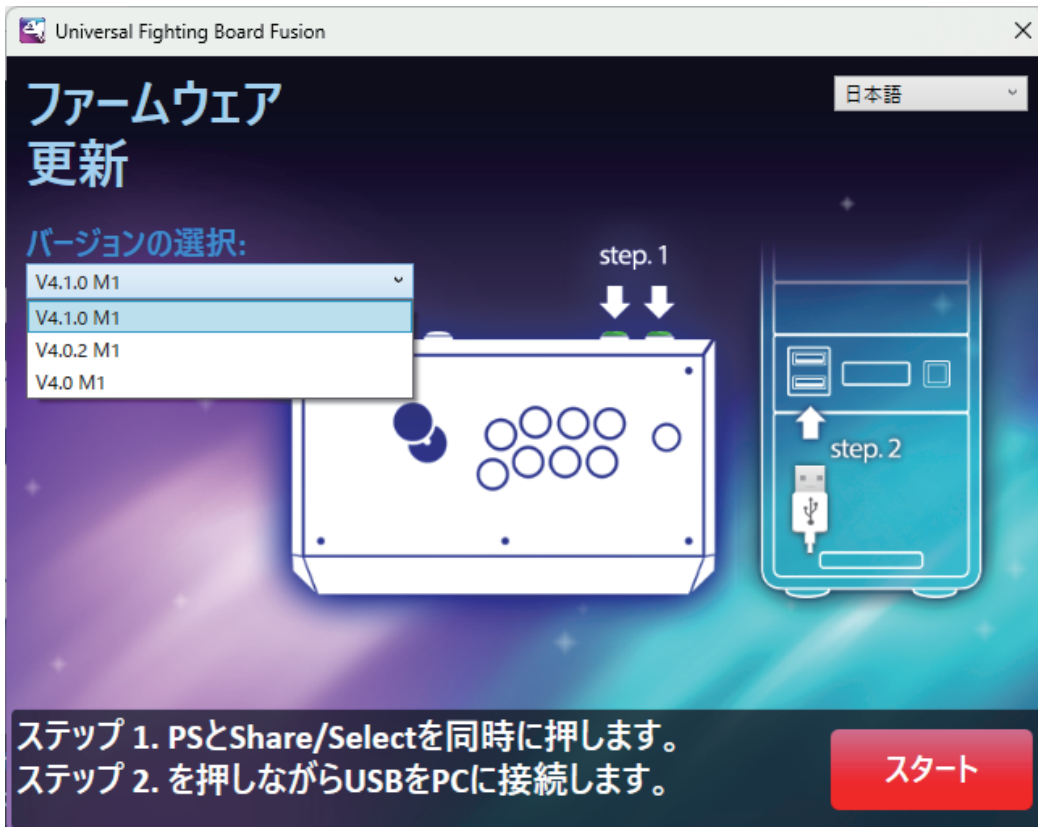 Universal Fighting Board Fusion
ファームウェア
更新
日本語
バージョンの選択:
V4.1.0 M1
V4.1.0 M1
V4.0.2 M1
V4.0 M1
step. 1
step. 2
ステップ 1. PSとShare/Selectを同時に押します。
ステップ 2. を押しながらUSBをPCに接続します。
スタート